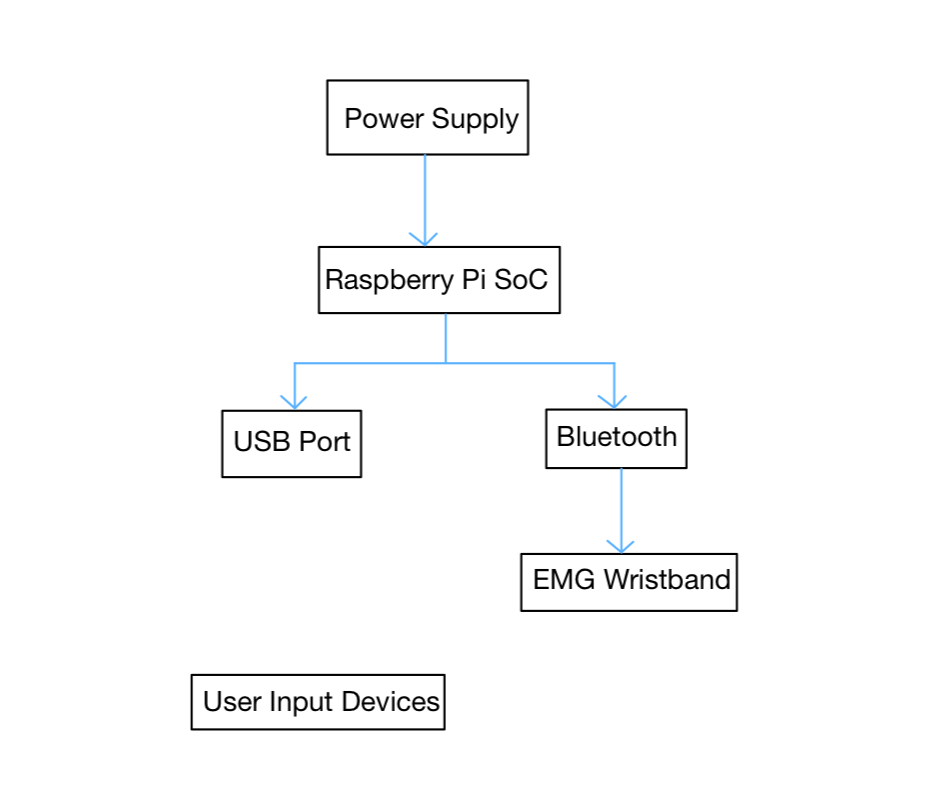 Power Supply
Raspberry Pi SoC
USB Port
Bluetooth
EMG Wristband
User Input Devices